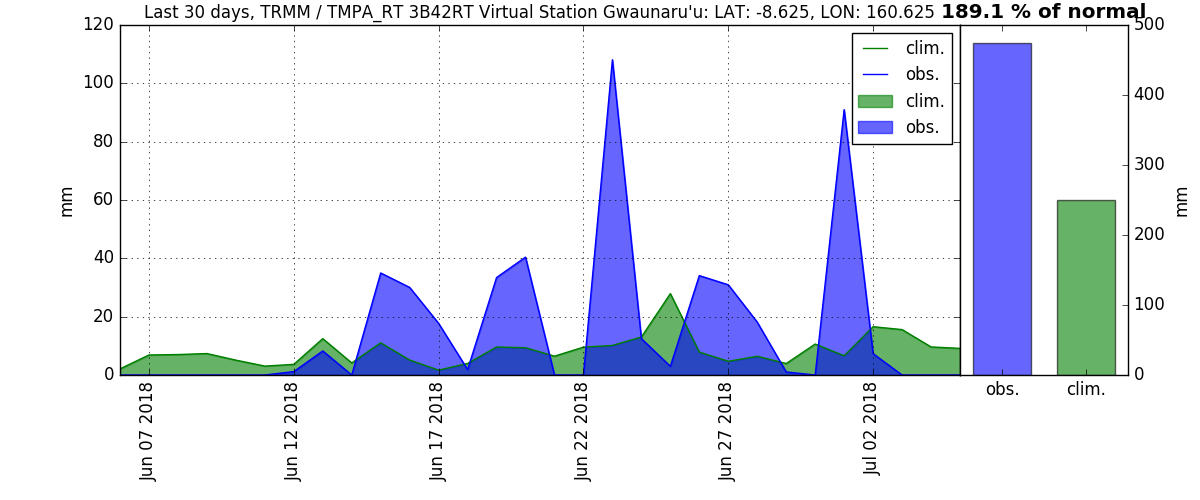 Last 30 days, TRMM / TMPA_RT 3B42RT Virtual Station Gwaunaru'u: LAT: -8.625, LON: 160.625 189.1 % of normal
120
100
80
60
40
20
0
mm
clim.
obs.
clim.
obs.
Jun 07 2018
Jun 12 2018
Jun 17 2018
Jun 22 2018
Jun 27 2018
Jul 02 2018
500
400
300
200
100
0
mm
obs.
clim.